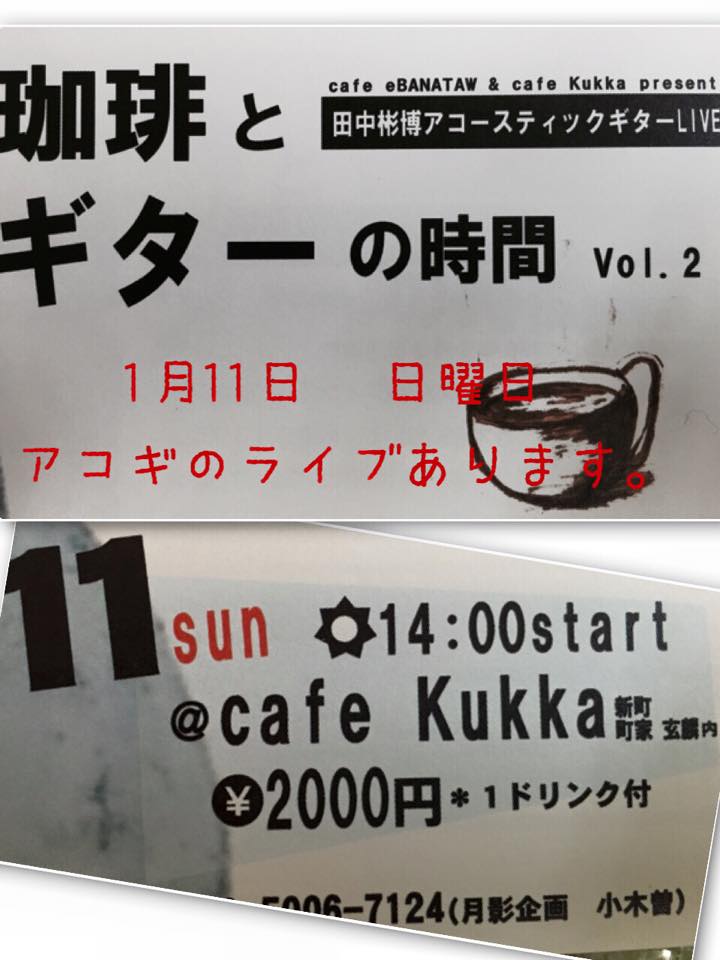 cafe eBANATAW & cafe Kukka present
田中彬博アコースティックギターLIVE
珈琲と
ギターの時間 Vol.2
1月11日 日曜日
アコギのライブあります。
11 sun 14:00start
@cafe Kukka 新町
町家 玄麒内
¥2000円*1ドリンク付
5006-7124(月影企画 小木曽)